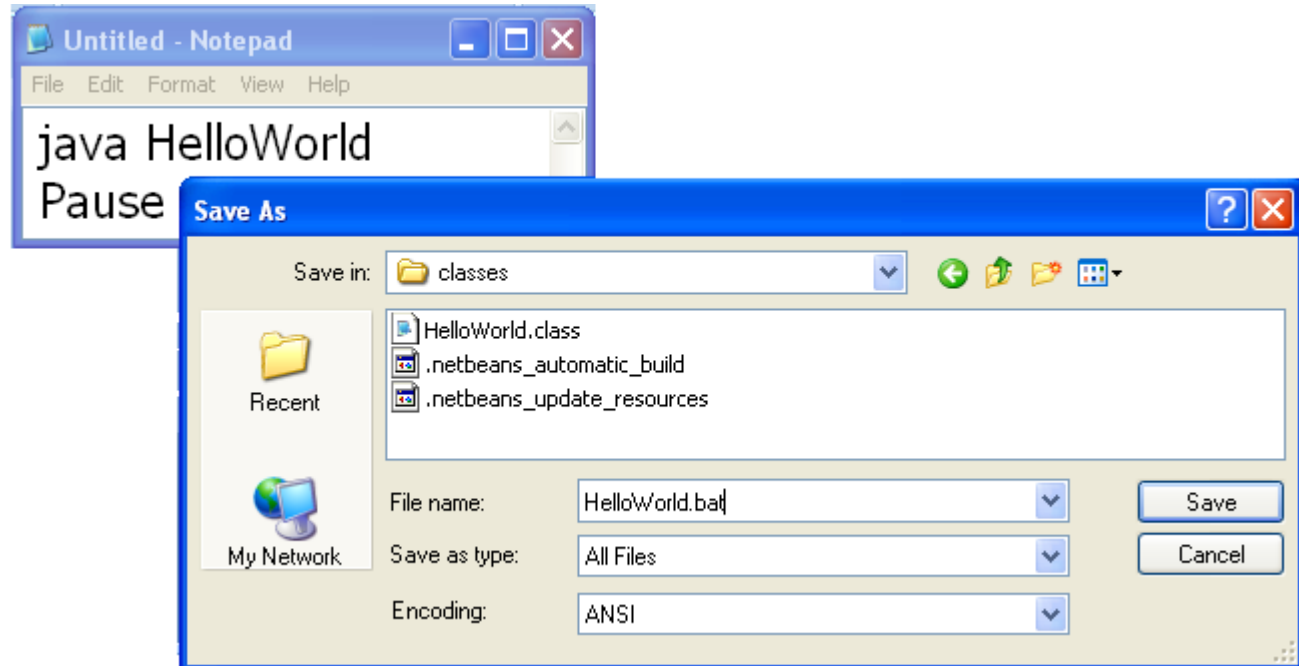 Untitled - Notepad
File Edit Format View Help
java HelloWorld
Pause
Save As
Save in: classes
HelloWorld.class
.netbeans_automatic_build
.netbeans_update_resources
Recent
My Network
File name: HelloWorld.bat Save
Save as type: All Files Cancel
Encoding: ANSI